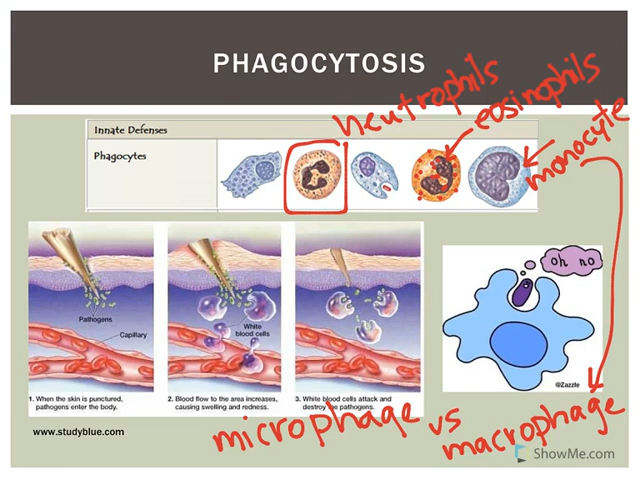 PHAGOCYTOSIS
neutrophils
eosinophils
monocyte
Innate Defenses
Phagocytes
oh no
Pathogens
Capillary
White
blood cells
@Zazzle
1. When the skin is punctured,
pathogens enter the body.
2. Blood flow to the area increases,
causing swelling and redness.
3. White blood cells attack and
destroy the pathogens.
microphage vs macrophage
www.studyblue.com
ShowMe.com